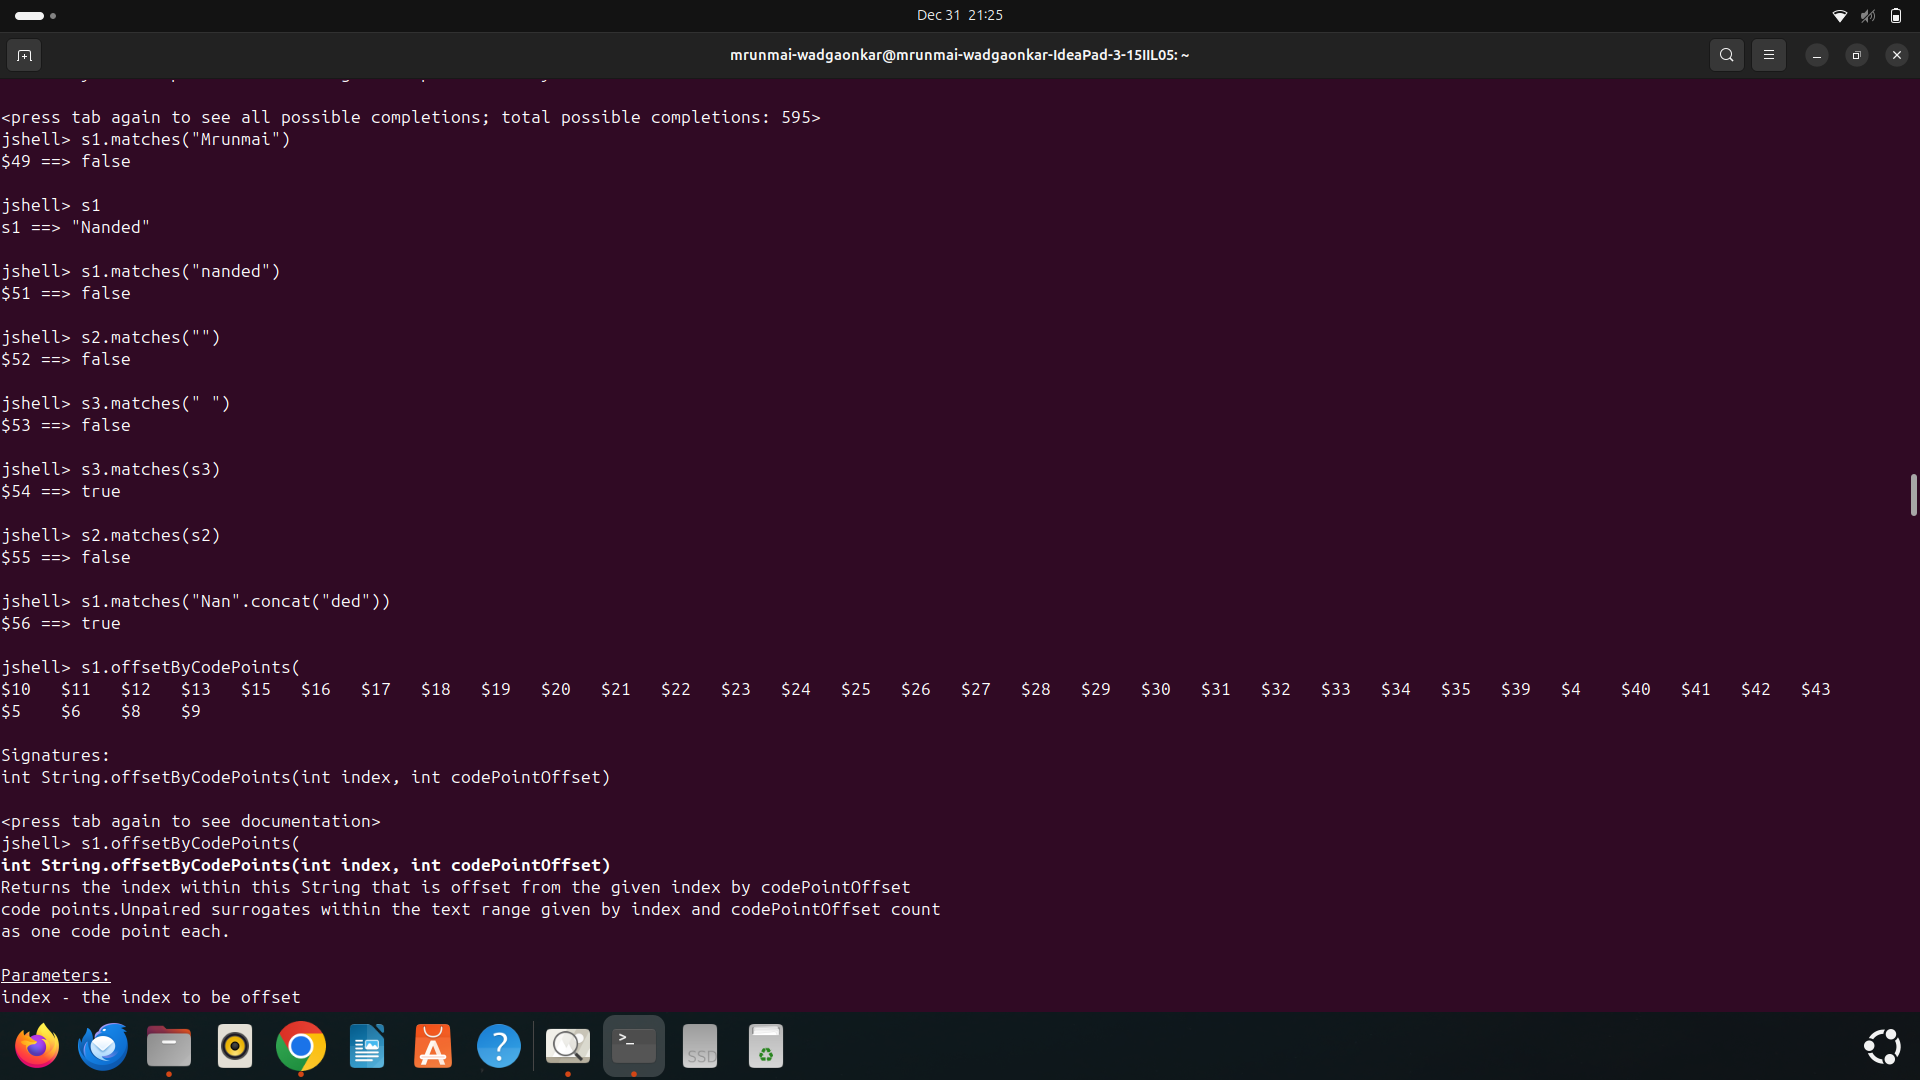 Dec 31 21:25
mrunmai-wadgaonkar@mrunmai-wadgaonkar-IdeaPad-3-15IIL05: ~
<press tab again to see all possible completions; total possible completions: 595>
jshell> s1.matches("Mrunmai")
$49 ==> false
jshell> s1
s1 ==> "Nanded"
jshell> s1.matches("nanded")
$51 ==> false
jshell> s2.matches("")
$52 ==> false
jshell> s3.matches(" ")
$53 ==> false
jshell> s3.matches(s3)
$54 ==> true
jshell> s2.matches(s2)
$55 ==> false
jshell> s1.matches("Nan".concat("ded"))
$56 ==> true
jshell> s1.offsetByCodePoints(
$10 $11 $12 $13 $15 $16 $17 $18 $19 $20 $21 $22 $23 $24 $25 $26 $27 $28 $29 $30 $31 $32 $33 $34 $35 $39 $4 $40 $41 $42 $43
$5 $6 $8 $9
Signatures:
int String.offsetByCodePoints(int index, int codePointOffset)
<press tab again to see documentation>
jshell> s1.offsetByCodePoints(
int String.offsetByCodePoints(int index, int codePointOffset)
Returns the index within this String that is offset from the given index by codePointOffset
code points.Unpaired surrogates within the text range given by index and codePointOffset count
as one code point each.
Parameters:
index - the index to be offset
>_
SSD